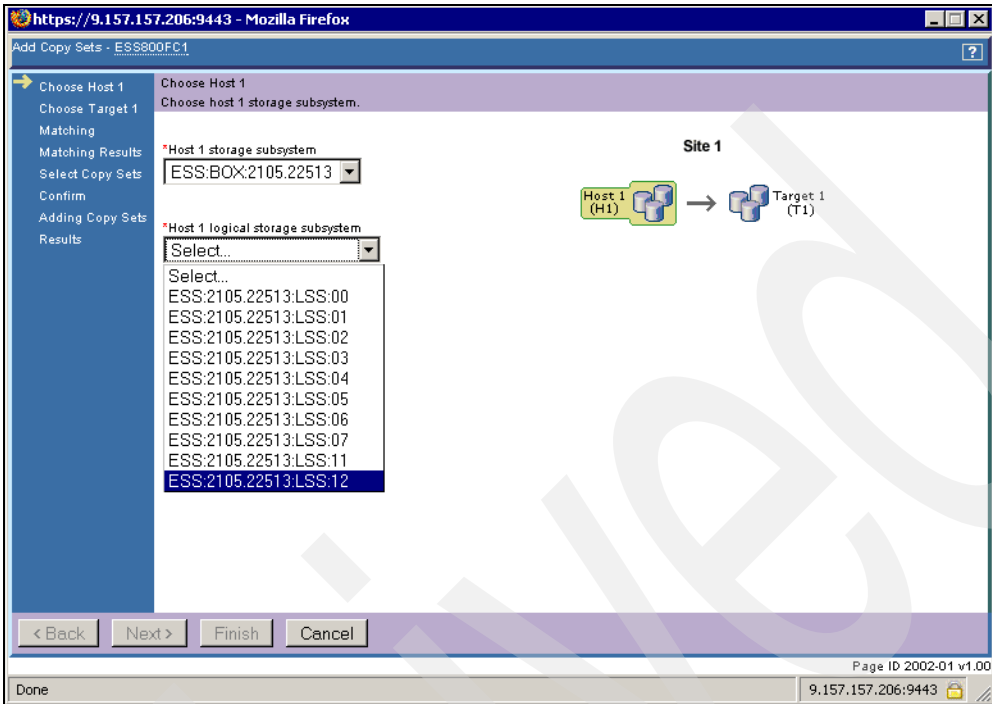 https://9.157.157.206:9443 - Mozilla Firefox
Add Copy Sets - ESS800FC1
?
Choose Host 1
Choose Target 1
Matching
Matching Results
Select Copy Sets
Confirm
Adding Copy Sets
Results
Choose Host 1
Choose host 1 storage subsystem.
*Host 1 storage subsystem
ESS:BOX:2105.22513
*Host 1 logical storage subsystem
Select...
Select...
ESS:2105.22513:LSS:00
ESS:2105.22513:LSS:01
ESS:2105.22513:LSS:02
ESS:2105.22513:LSS:03
ESS:2105.22513:LSS:04
ESS:2105.22513:LSS:05
ESS:2105.22513:LSS:06
ESS:2105.22513:LSS:07
ESS:2105.22513:LSS:11
ESS:2105.22513:LSS:12
Site 1
Host 1
(H1)
Target 1
(T1)
< Back
Next >
Finish
Cancel
Page ID 2002-01 v1.00
Done
9.157.157.206:9443